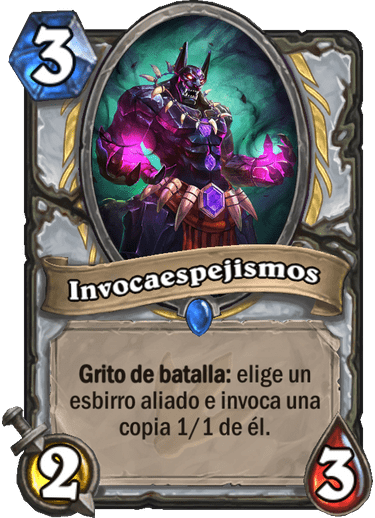 3
Invocaespejismos
Grito de batalla: elige un
esbirro aliado e invoca una
copia 1/1 de él.
2
3